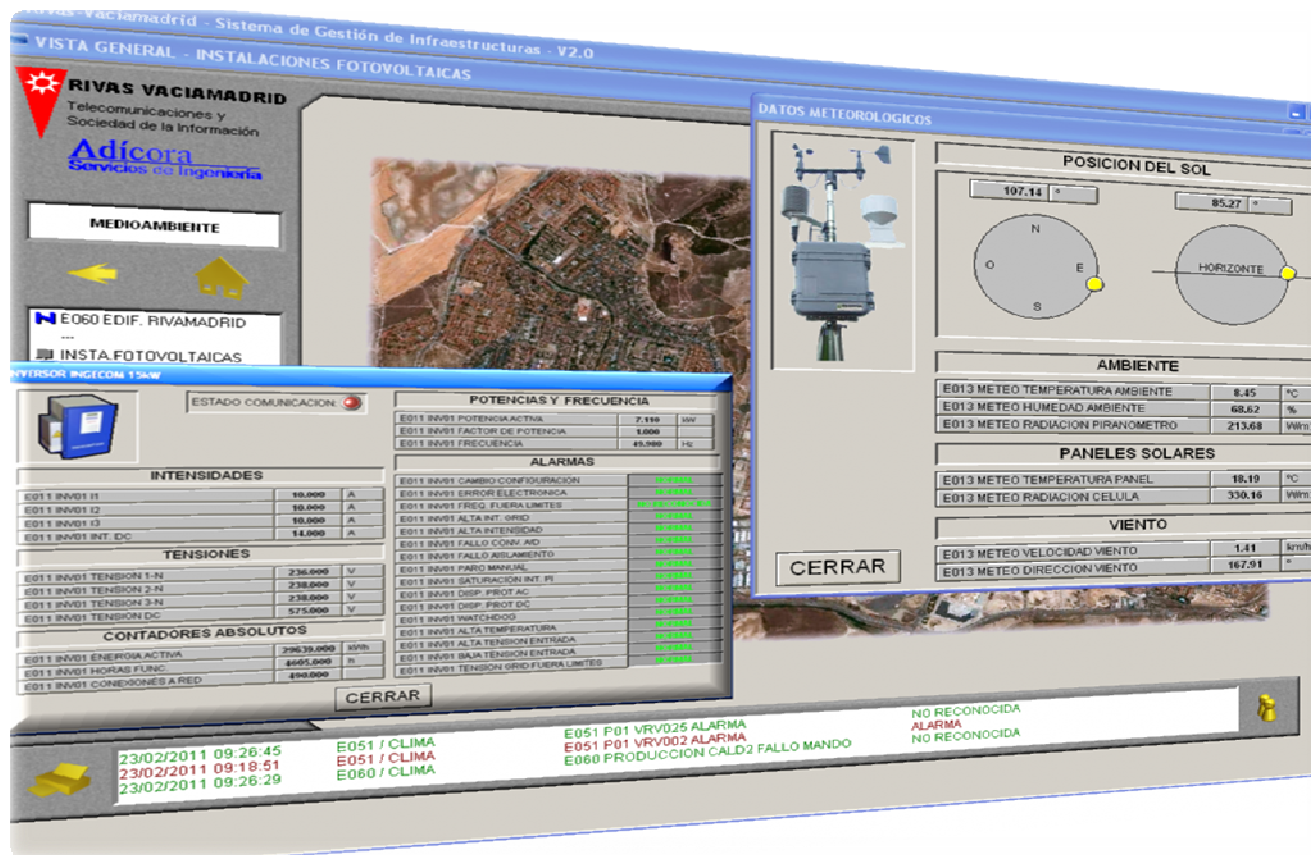 Rivas-Vaciamadrid - Sistema de Gestión de Infraestructuras - V2.0
VISTA GENERAL - INSTALACIONES FOTOVOLTAICAS
RIVAS VACIAMADRID
Telecomunicaciones y
Sociedad de la Información
Adícora
Servicios de Ingeniería
MEDIOAMBIENTE
E060 EDIF. RIVAMADRID
---
INSTA.FOTOVOLTAICAS
DATOS METEOROLOGICOS
POSICION DEL SOL
107.14 °
85.27 °
N
O
E
S
HORIZONTE
AMBIENTE
E013 METEO TEMPERATURA AMBIENTE 8.45 °C
E013 METEO HUMEDAD AMBIENTE 68.62 %
E013 METEO RADIACION PIRANOMETRO 213.68 W/m
PANELES SOLARES
E013 METEO TEMPERATURA PANEL 18.19 °C
E013 METEO RADIACION CELULA 330.16 W/m
VIENTO
E013 METEO VELOCIDAD VIENTO 1.41 km/h
E013 METEO DIRECCION VIENTO 167.91 °
CERRAR
NVERSOR INGECOM 15kW
ESTADO COMUNICACION:
INTENSIDADES
E011 INV01 I1 10.000 A
E011 INV01 I2 10.000 A
E011 INV01 I3 10.000 A
E011 INV01 INT. DC 14.000 A
TENSIONES
E011 INV01 TENSION 1-N 236.000 V
E011 INV01 TENSION 2-N 238.000 V
E011 INV01 TENSION 3-N 238.000 V
E011 INV01 TENSION DC 575.000 V
CONTADORES ABSOLUTOS
E011 INV01 ENERGIA ACTIVA 29639.000 kWh
E011 INV01 HORAS FUNC. 4605.000 h
E011 INV01 CONEXIONES A RED 490.000
POTENCIAS Y FRECUENCIA
E011 INV01 POTENCIA ACTIVA 7.110 kW
E011 INV01 FACTOR DE POTENCIA 1.000
E011 INV01 FRECUENCIA 49.980 Hz
ALARMAS
E011 INV01 CAMBIO CONFIGURACION
E011 INV01 ERROR ELECTRONICA
E011 INV01 FREQ. FUERA LIMITES
E011 INV01 ALTA INT. GRID
E011 INV01 ALTA INTENSIDAD
E011 INV01 FALLO CONV. A/D
E011 INV01 FALLO AISLAMIENTO
E011 INV01 PARO MANUAL
E011 INV01 SATURACION INT. PI
E011 INV01 DISP. PROT AC
E011 INV01 DISP. PROT DC
E011 INV01 WATCHDOG
E011 INV01 ALTA TEMPERATURA
E011 INV01 ALTA TENSION ENTRADA
E011 INV01 BAJA TENSION ENTRADA
E011 INV01 TENSION GRID FUERA LIMITES
CERRAR
23/02/2011 09:26:45 E051 / CLIMA E051 P01 VRV025 ALARMA NO RECONOCIDA
23/02/2011 09:18:51 E051 / CLIMA E051 P01 VRV002 ALARMA ALARMA
23/02/2011 09:26:29 E060 / CLIMA E060 PRODUCCION CALD2 FALLO MANDO NO RECONOCIDA